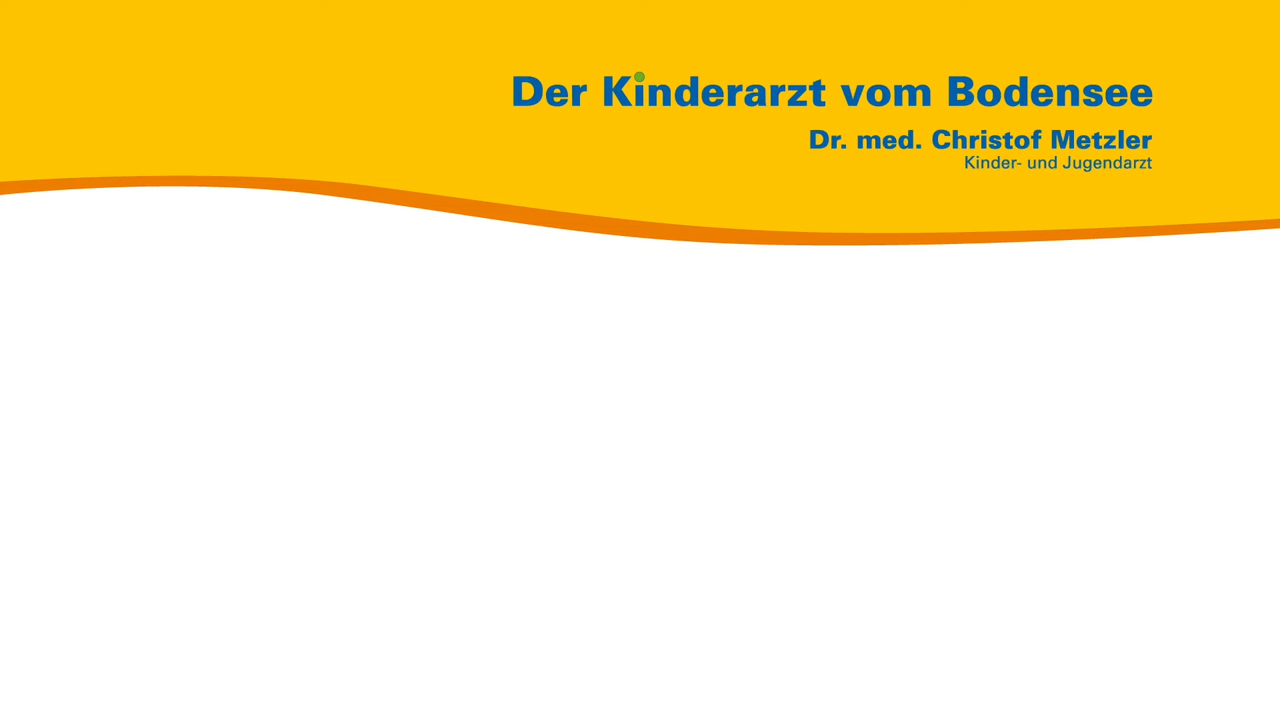 Der Kinderarzt vom Bodensee
Dr. med. Christof Metzler
Kinder- und Jugendarzt